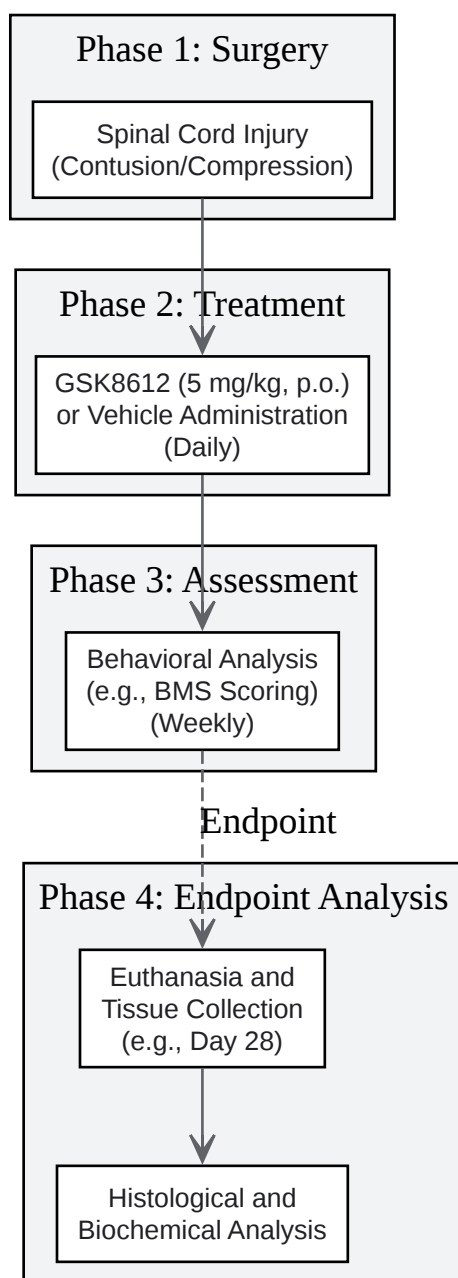 Phase 1: Surgery
Spinal Cord Injury
(Contusion/Compression)
Phase 2: Treatment
GSK8612 (5 mg/kg, p.o.)
or Vehicle Administration
(Daily)
Phase 3: Assessment
Behavioral Analysis
(e.g., BMS Scoring)
(Weekly)
Endpoint
Phase 4: Endpoint Analysis
Euthanasia and
Tissue Collection
(e.g., Day 28)
Histological and
Biochemical Analysis